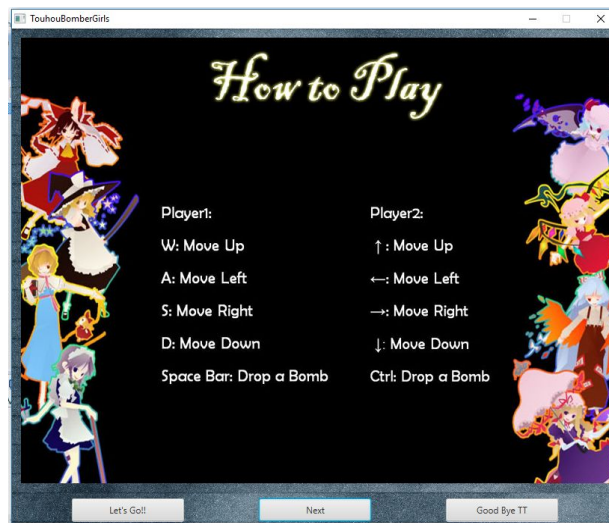 TouhouBomberGirls
How to Play
Player1:
W: Move Up
A: Move Left
S: Move Right
D: Move Down
Space Bar: Drop a Bomb
Player2:
↑: Move Up
←: Move Left
→: Move Right
↓: Move Down
Ctrl: Drop a Bomb
Let's Go!!
Next
Good Bye TT